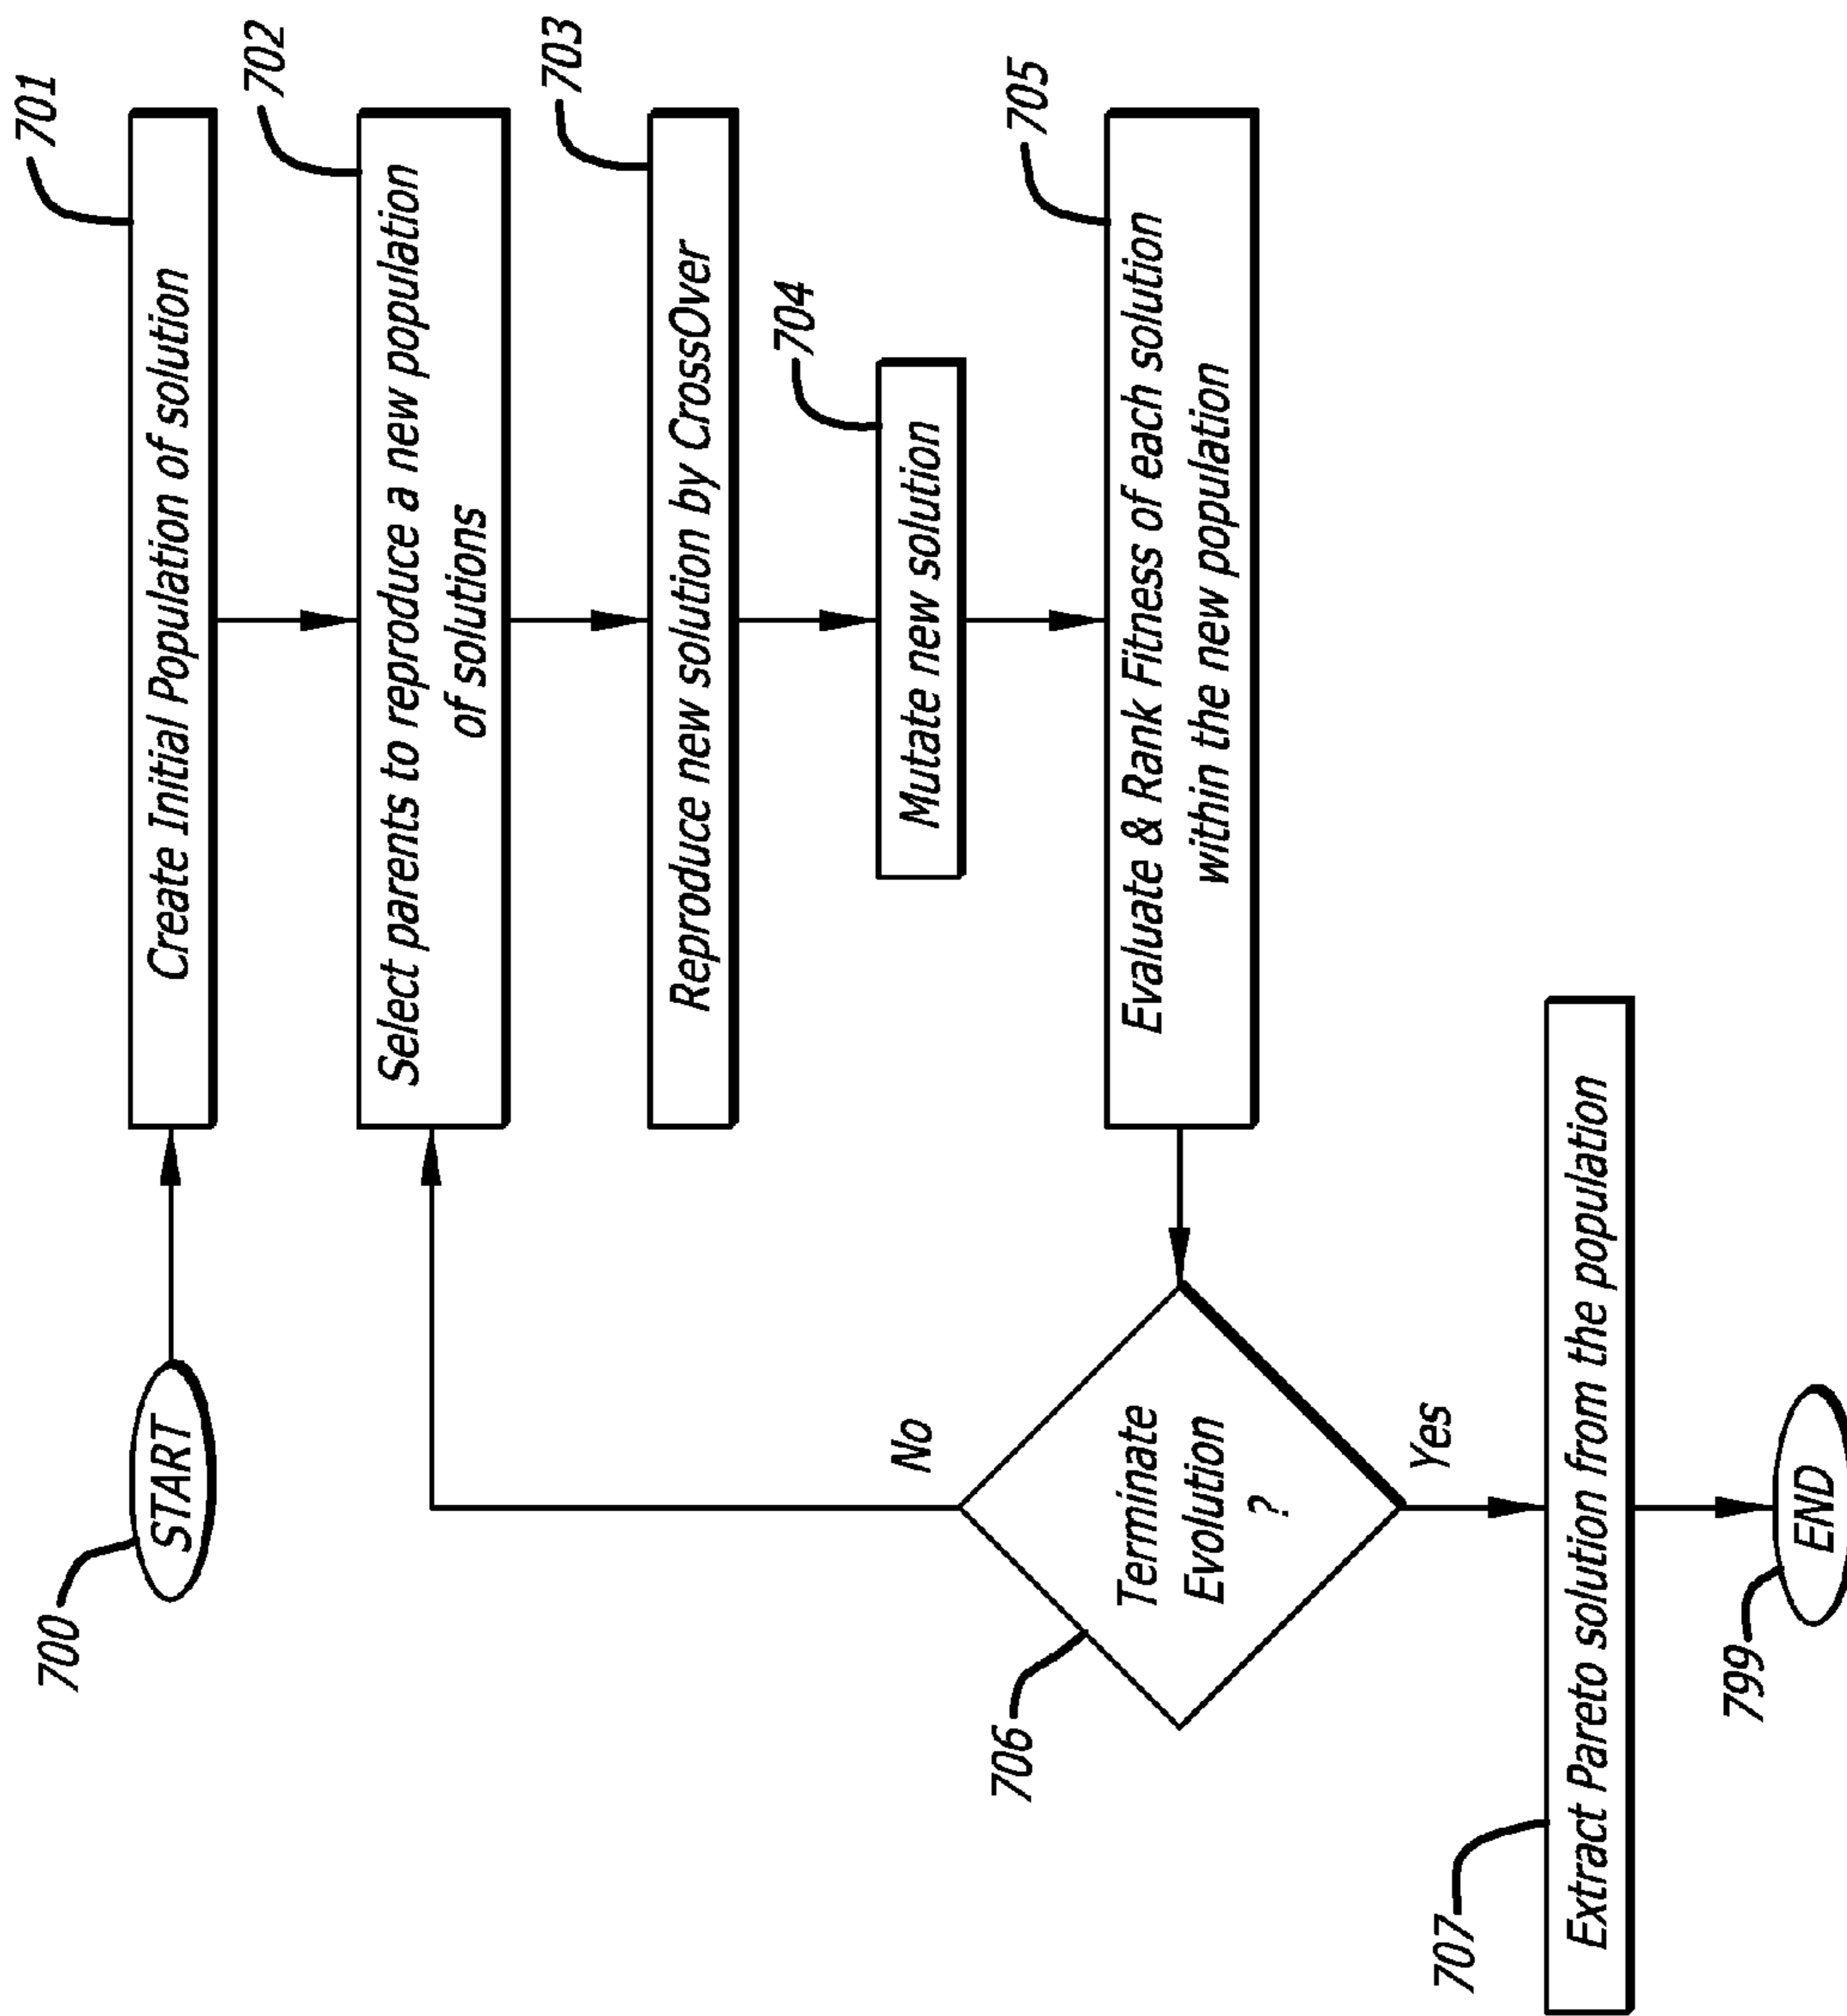 700
START
701
Create Initial Population of solution
702
Select parents to reproduce a new population
of solutions
703
Reproduce new solution by CrossOver
704
Mutate new solution
705
Evaluate & Rank Fitness of each solution
within the new population
706
Terminate
Evolution
?
No
Yes
707
Extract Pareto solution from the population
799
END